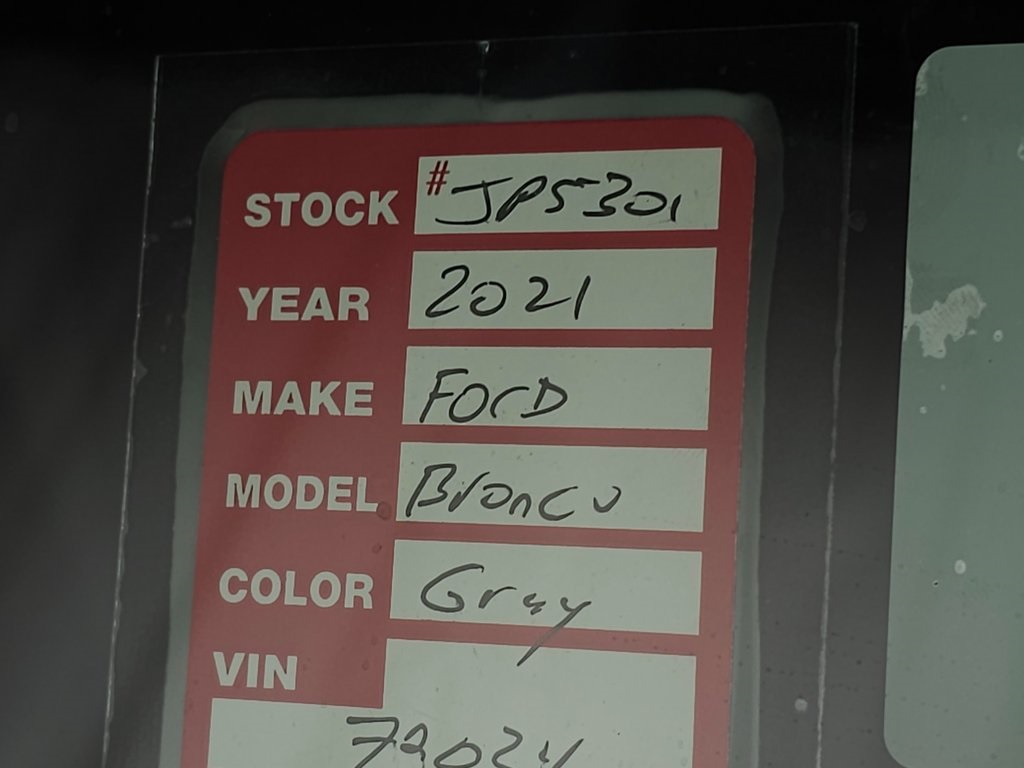 STOCK #JP5301
YEAR 2021
MAKE Ford
MODEL Bronco
COLOR Gray
VIN